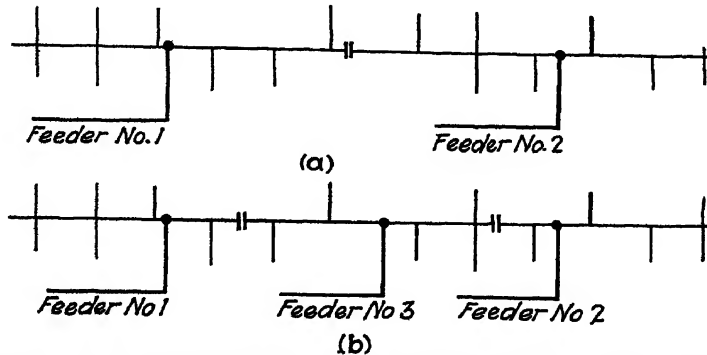 Feeder No. 1
Feeder No. 2
(a)
Feeder No 1
Feeder No 3
Feeder No 2
(b)